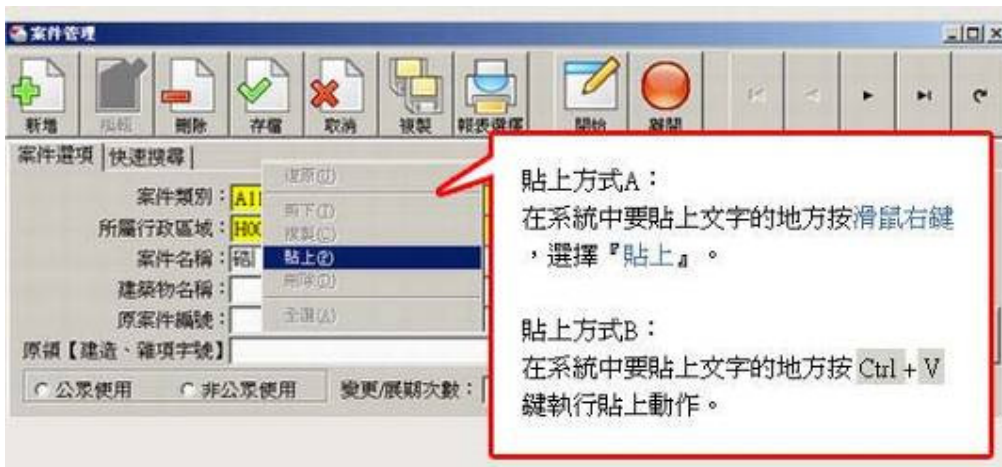 案件管理
新增 編輯 刪除 存檔 取消 複製 報表選擇 開始 離開
案件選項 快速搜尋
復原(U)
剪下(T)
複製(C)
貼上(P)
刪除(D)
全選(A)
案件類別：A11
所屬行政區域：H00
案件名稱：硞
建築物名稱：
原案件編號：
原領【建造、雜項字號】
公眾使用 非公眾使用 變更/展期次數：
貼上方式A：
在系統中要貼上文字的地方按滑鼠右鍵
，選擇『貼上』。
貼上方式B：
在系統中要貼上文字的地方按 Ctrl + V
鍵執行貼上動作。